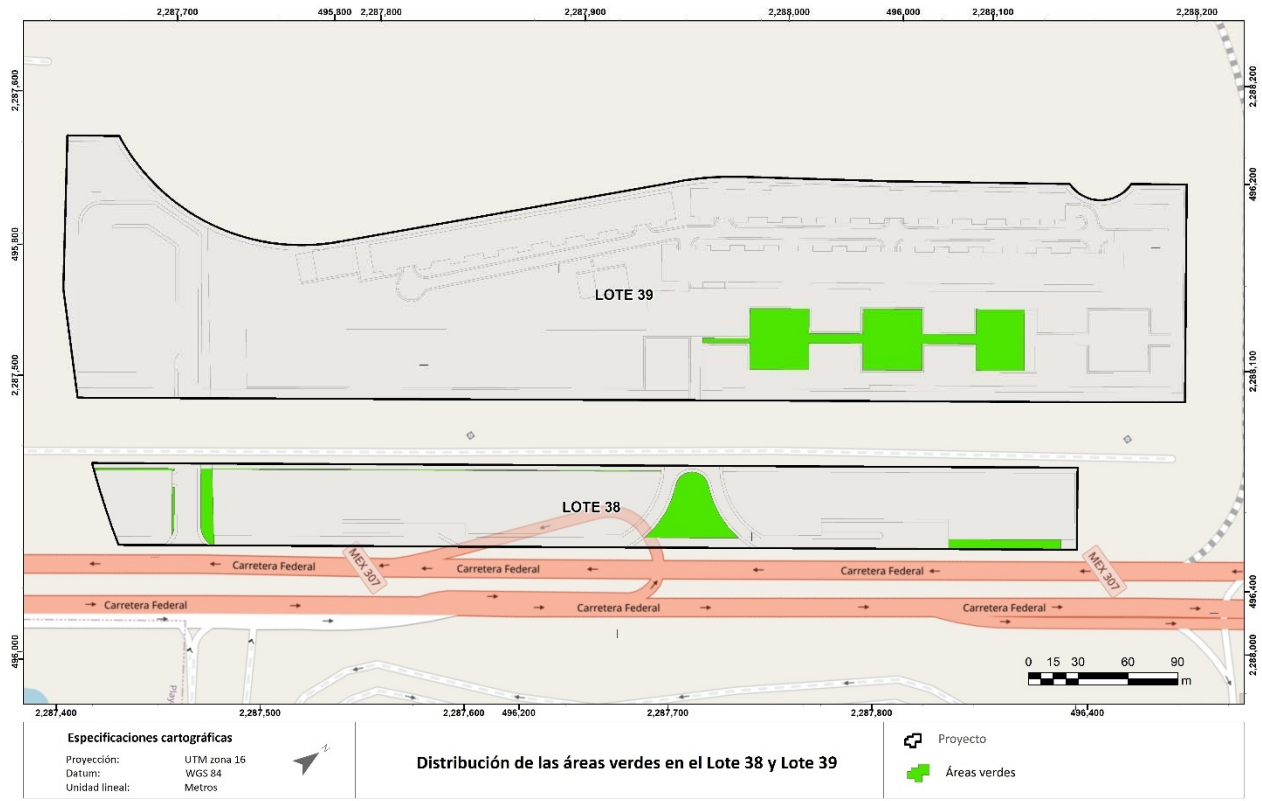 2,287,700 495,800 2,287,800 2,287,900 2,288,000 496,000 2,288,100 2,288,200
2,287,600
2,288,200
496,200
495,800
LOTE 39
2,287,500
2,288,100
LOTE 38
MEX 307
MEX 307
Carretera Federal Carretera Federal Carretera Federal
Carretera Federal Carretera Federal Carretera Federal
496,400
496,000
2,288,000
Play
0 15 30 60 90
m
2,287,400 2,287,500 2,287,600 496,200 2,287,700 2,287,800 496,400
Especificaciones cartográficas
Proyección: UTM zona 16
Datum: WGS 84
Unidad lineal: Metros
N
Distribución de las áreas verdes en el Lote 38 y Lote 39
Proyecto
Áreas verdes